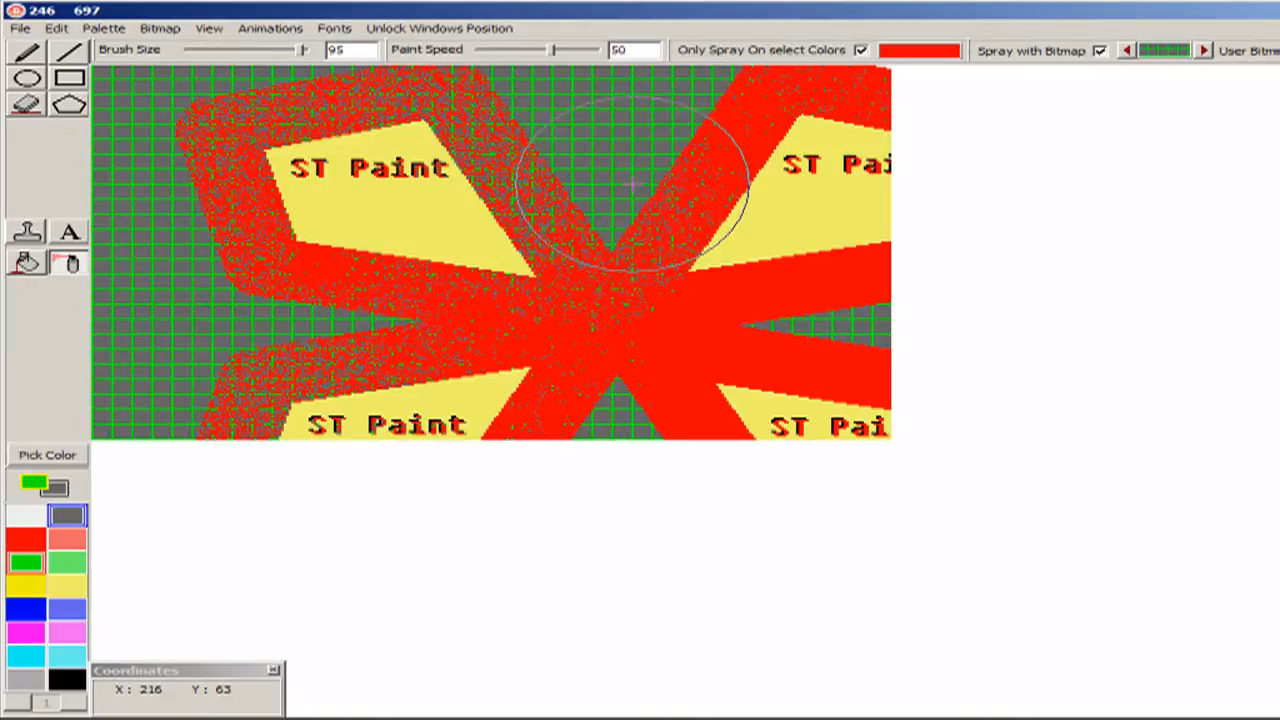 246 697
File Edit Palette Bitmap View Animations Fonts Unlock Windows Position
Brush Size 95 Paint Speed 50 Only Spray On select Colors Spray with Bitmap User Bitm
ST Paint ST Pai
ST Paint ST Pai
A
Pick Color
1
Coordinates
X: 216 Y: 63